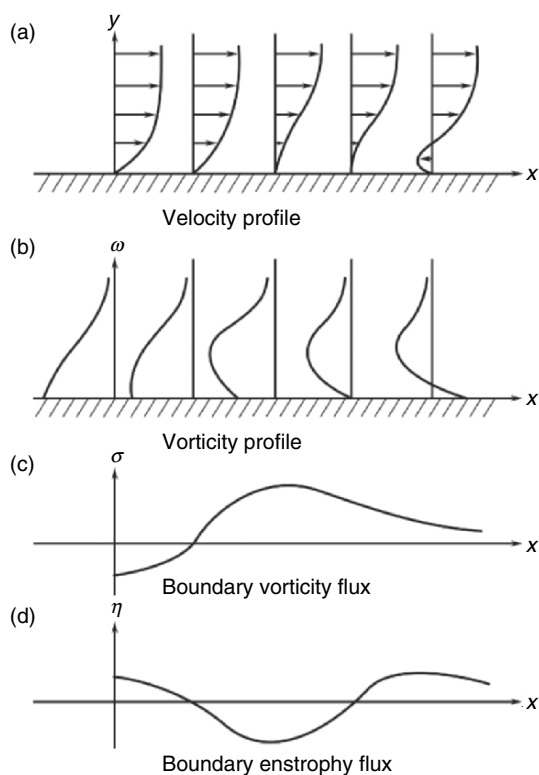 (a)
y
x
Velocity profile
(b)
ω
x
Vorticity profile
(c)
σ
x
Boundary vorticity flux
(d)
η
x
Boundary enstrophy flux